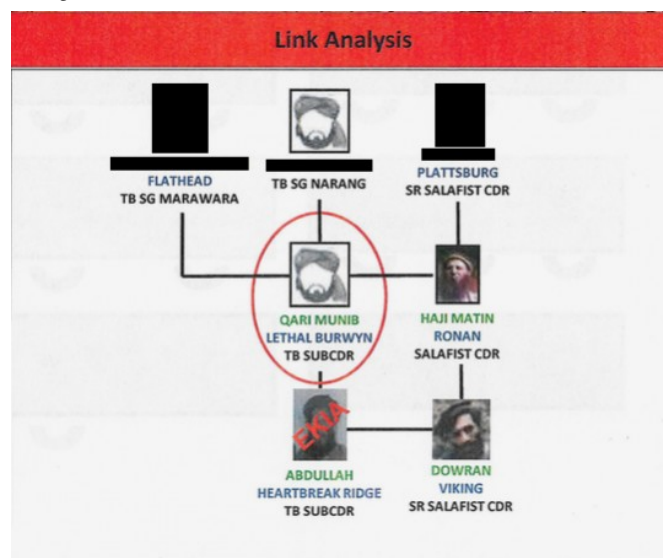 Link Analysis
FLATHEAD
TB SG MARAWARA
TB SG NARANG
PLATTSBURG
SR SALAFIST CDR
QARI MUNIB
LETHAL BURWYN
TB SUBCDR
HAJI MATIN
RONAN
SALAFIST CDR
EKIA
ABDULLAH
HEARTBREAK RIDGE
TB SUBCDR
DOWRAN
VIKING
SR SALAFIST CDR